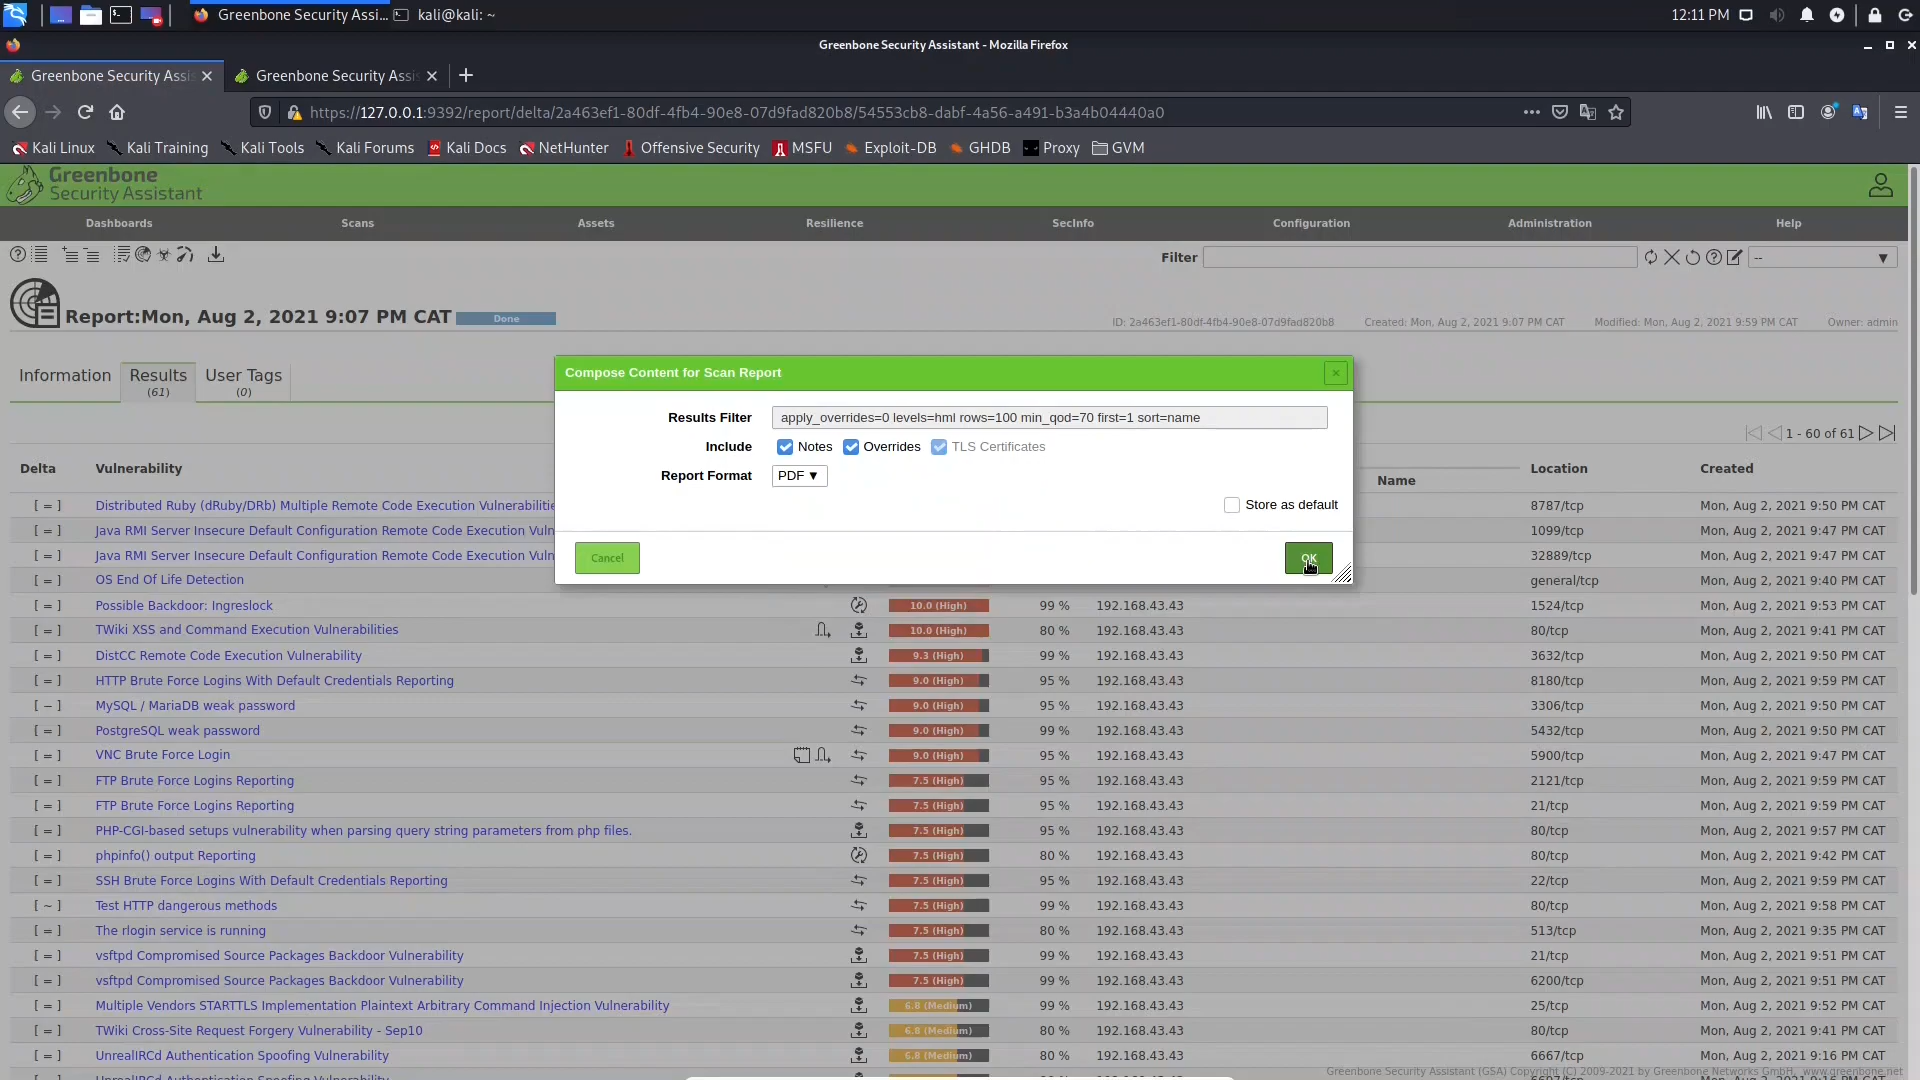 Greenbone Security Assi...
kali@kali: ~
12:11 PM
Greenbone Security Assistant - Mozilla Firefox
Greenbone Security Assi
Greenbone Security Assi
https://127.0.0.1:9392/report/delta/2a463ef1-80df-4fb4-90e8-07d9fad820b8/54553cb8-dabf-4a56-a491-b3a4b04440a0
Kali Linux Kali Training Kali Tools Kali Forums Kali Docs NetHunter Offensive Security MSFU Exploit-DB GHDB Proxy GVM
Greenbone
Security Assistant
Dashboards Scans Assets Resilience SecInfo Configuration Administration Help
Filter --
Report:Mon, Aug 2, 2021 9:07 PM CAT Done
ID: 2a463ef1-80df-4fb4-90e8-07d9fad820b8 Created: Mon, Aug 2, 2021 9:07 PM CAT Modified: Mon, Aug 2, 2021 9:59 PM CAT Owner: admin
Information Results User Tags
(61) (0)
Compose Content for Scan Report
Results Filter apply_overrides=0 levels=hml rows=100 min_qod=70 first=1 sort=name
Include Notes Overrides TLS Certificates
Report Format PDF ▼
Store as default
Cancel OK
1 - 60 of 61
Delta Vulnerability Name Location Created
[ = ] Distributed Ruby (dRuby/DRb) Multiple Remote Code Execution Vulnerabilitie 8787/tcp Mon, Aug 2, 2021 9:50 PM CAT
[ = ] Java RMI Server Insecure Default Configuration Remote Code Execution Vuln 1099/tcp Mon, Aug 2, 2021 9:47 PM CAT
[ = ] Java RMI Server Insecure Default Configuration Remote Code Execution Vuln 32889/tcp Mon, Aug 2, 2021 9:47 PM CAT
[ = ] OS End Of Life Detection general/tcp Mon, Aug 2, 2021 9:40 PM CAT
[ = ] Possible Backdoor: Ingreslock 10.0 (High) 99 % 192.168.43.43 1524/tcp Mon, Aug 2, 2021 9:53 PM CAT
[ = ] TWiki XSS and Command Execution Vulnerabilities 10.0 (High) 80 % 192.168.43.43 80/tcp Mon, Aug 2, 2021 9:41 PM CAT
[ = ] DistCC Remote Code Execution Vulnerability 9.3 (High) 99 % 192.168.43.43 3632/tcp Mon, Aug 2, 2021 9:50 PM CAT
[ = ] HTTP Brute Force Logins With Default Credentials Reporting 9.0 (High) 95 % 192.168.43.43 8180/tcp Mon, Aug 2, 2021 9:59 PM CAT
[ − ] MySQL / MariaDB weak password 9.0 (High) 95 % 192.168.43.43 3306/tcp Mon, Aug 2, 2021 9:50 PM CAT
[ = ] PostgreSQL weak password 9.0 (High) 99 % 192.168.43.43 5432/tcp Mon, Aug 2, 2021 9:50 PM CAT
[ = ] VNC Brute Force Login 9.0 (High) 95 % 192.168.43.43 5900/tcp Mon, Aug 2, 2021 9:47 PM CAT
[ = ] FTP Brute Force Logins Reporting 7.5 (High) 95 % 192.168.43.43 2121/tcp Mon, Aug 2, 2021 9:59 PM CAT
[ = ] FTP Brute Force Logins Reporting 7.5 (High) 95 % 192.168.43.43 21/tcp Mon, Aug 2, 2021 9:59 PM CAT
[ = ] PHP-CGI-based setups vulnerability when parsing query string parameters from php files. 7.5 (High) 95 % 192.168.43.43 80/tcp Mon, Aug 2, 2021 9:57 PM CAT
[ = ] phpinfo() output Reporting 7.5 (High) 80 % 192.168.43.43 80/tcp Mon, Aug 2, 2021 9:42 PM CAT
[ = ] SSH Brute Force Logins With Default Credentials Reporting 7.5 (High) 95 % 192.168.43.43 22/tcp Mon, Aug 2, 2021 9:59 PM CAT
[ ~ ] Test HTTP dangerous methods 7.5 (High) 99 % 192.168.43.43 80/tcp Mon, Aug 2, 2021 9:58 PM CAT
[ = ] The rlogin service is running 7.5 (High) 80 % 192.168.43.43 513/tcp Mon, Aug 2, 2021 9:35 PM CAT
[ = ] vsftpd Compromised Source Packages Backdoor Vulnerability 7.5 (High) 99 % 192.168.43.43 21/tcp Mon, Aug 2, 2021 9:51 PM CAT
[ = ] vsftpd Compromised Source Packages Backdoor Vulnerability 7.5 (High) 99 % 192.168.43.43 6200/tcp Mon, Aug 2, 2021 9:51 PM CAT
[ = ] Multiple Vendors STARTTLS Implementation Plaintext Arbitrary Command Injection Vulnerability 6.8 (Medium) 99 % 192.168.43.43 25/tcp Mon, Aug 2, 2021 9:52 PM CAT
[ = ] TWiki Cross-Site Request Forgery Vulnerability - Sep10 6.8 (Medium) 80 % 192.168.43.43 80/tcp Mon, Aug 2, 2021 9:41 PM CAT
[ = ] UnrealIRCd Authentication Spoofing Vulnerability 6.8 (Medium) 80 % 192.168.43.43 6667/tcp Mon, Aug 2, 2021 9:16 PM CAT
Greenbone Security Assistant (GSA) Copyright (C) 2009-2021 by Greenbone Networks GmbH, www.greenbone.net